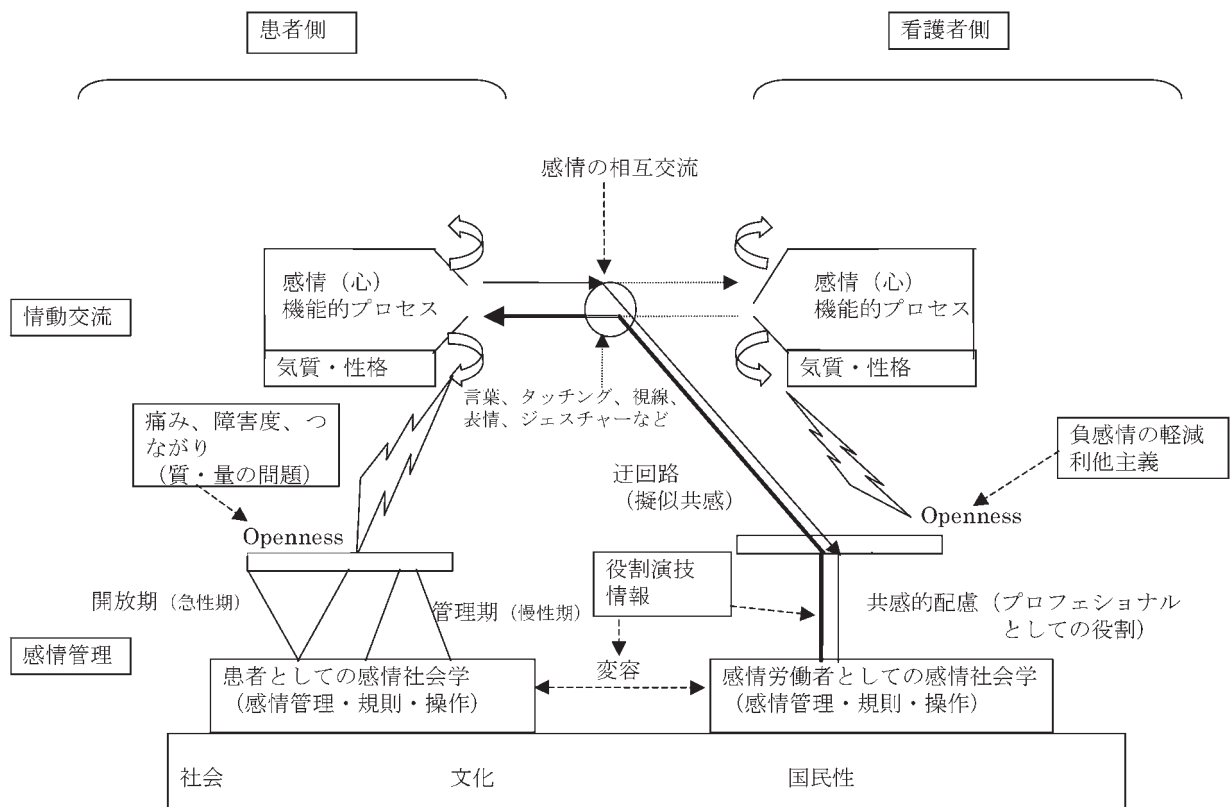 患者側
看護者側
感情の相互交流
感情(心)
機能的プロセス
気質・性格
感情(心)
機能的プロセス
気質・性格
情動交流
言葉、タッチング、視線、
表情、ジェスチャーなど
痛み、障害度、つ
ながり
(質・量の問題)
負感情の軽減
利他主義
迂回路
(擬似共感)
Openness
Openness
役割演技
情報
開放期(急性期)
管理期(慢性期)
共感的配慮(プロフェショナル
としての役割)
感情管理
変容
患者としての感情社会学
(感情管理・規則・操作)
感情労働者としての感情社会学
(感情管理・規則・操作)
社会 文化 国民性